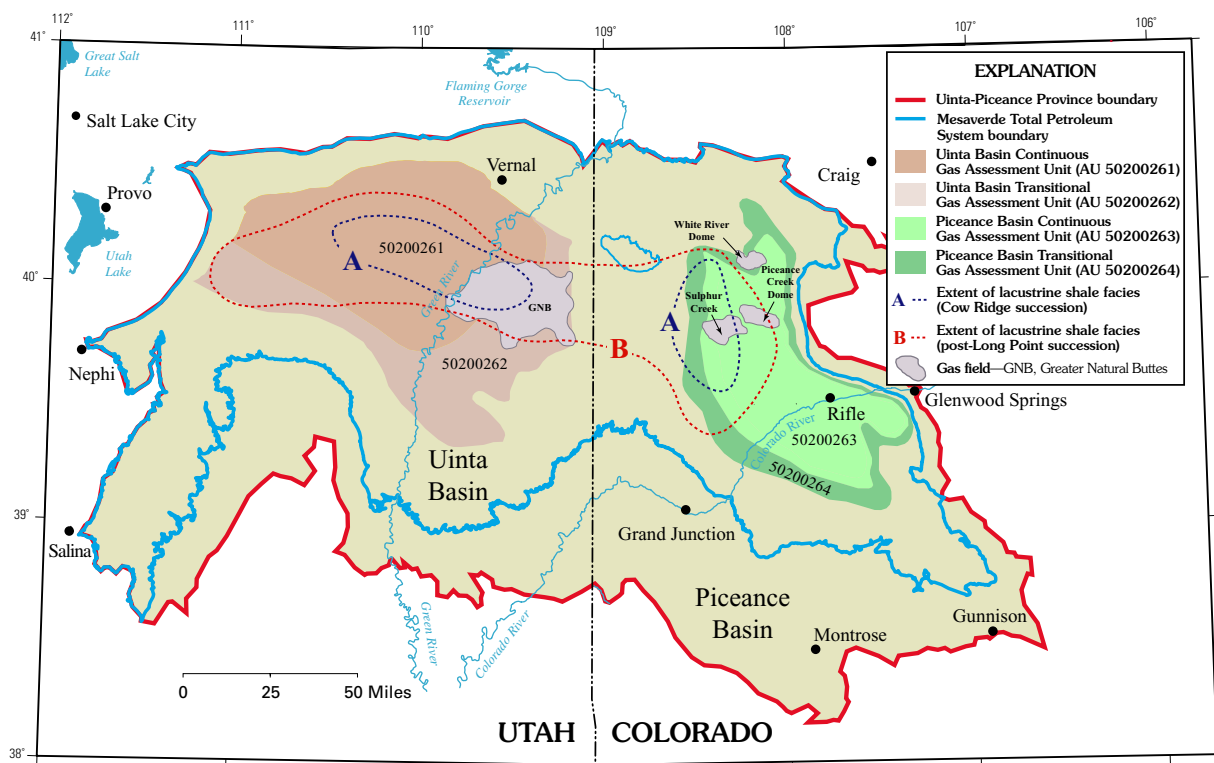 112°
111°
110°
109°
108°
107°
106°
41°
40°
39°
38°
Great Salt
Lake
Salt Lake City
Provo
Utah
Lake
Flaming Gorge
Reservoir
Vernal
Craig
White River
Dome
Piceance
Creek
Dome
Sulphur
Creek
50200261
A
Green River
GNB
A
B
50200262
Nephi
Glenwood Springs
Rifle
Colorado River
50200263
50200264
Uinta
Basin
Grand Junction
Salina
Piceance
Basin
Gunnison
Montrose
Green River
Colorado River
0 25 50 Miles
UTAH COLORADO
EXPLANATION
Uinta-Piceance Province boundary
Mesaverde Total Petroleum
System boundary
Uinta Basin Continuous
Gas Assessment Unit (AU 50200261)
Uinta Basin Transitional
Gas Assessment Unit (AU 50200262)
Piceance Basin Continuous
Gas Assessment Unit (AU 50200263)
Piceance Basin Transitional
Gas Assessment Unit (AU 50200264)
A Extent of lacustrine shale facies
(Cow Ridge succession)
B Extent of lacustrine shale facies
(post-Long Point succession)
Gas field—GNB, Greater Natural Buttes